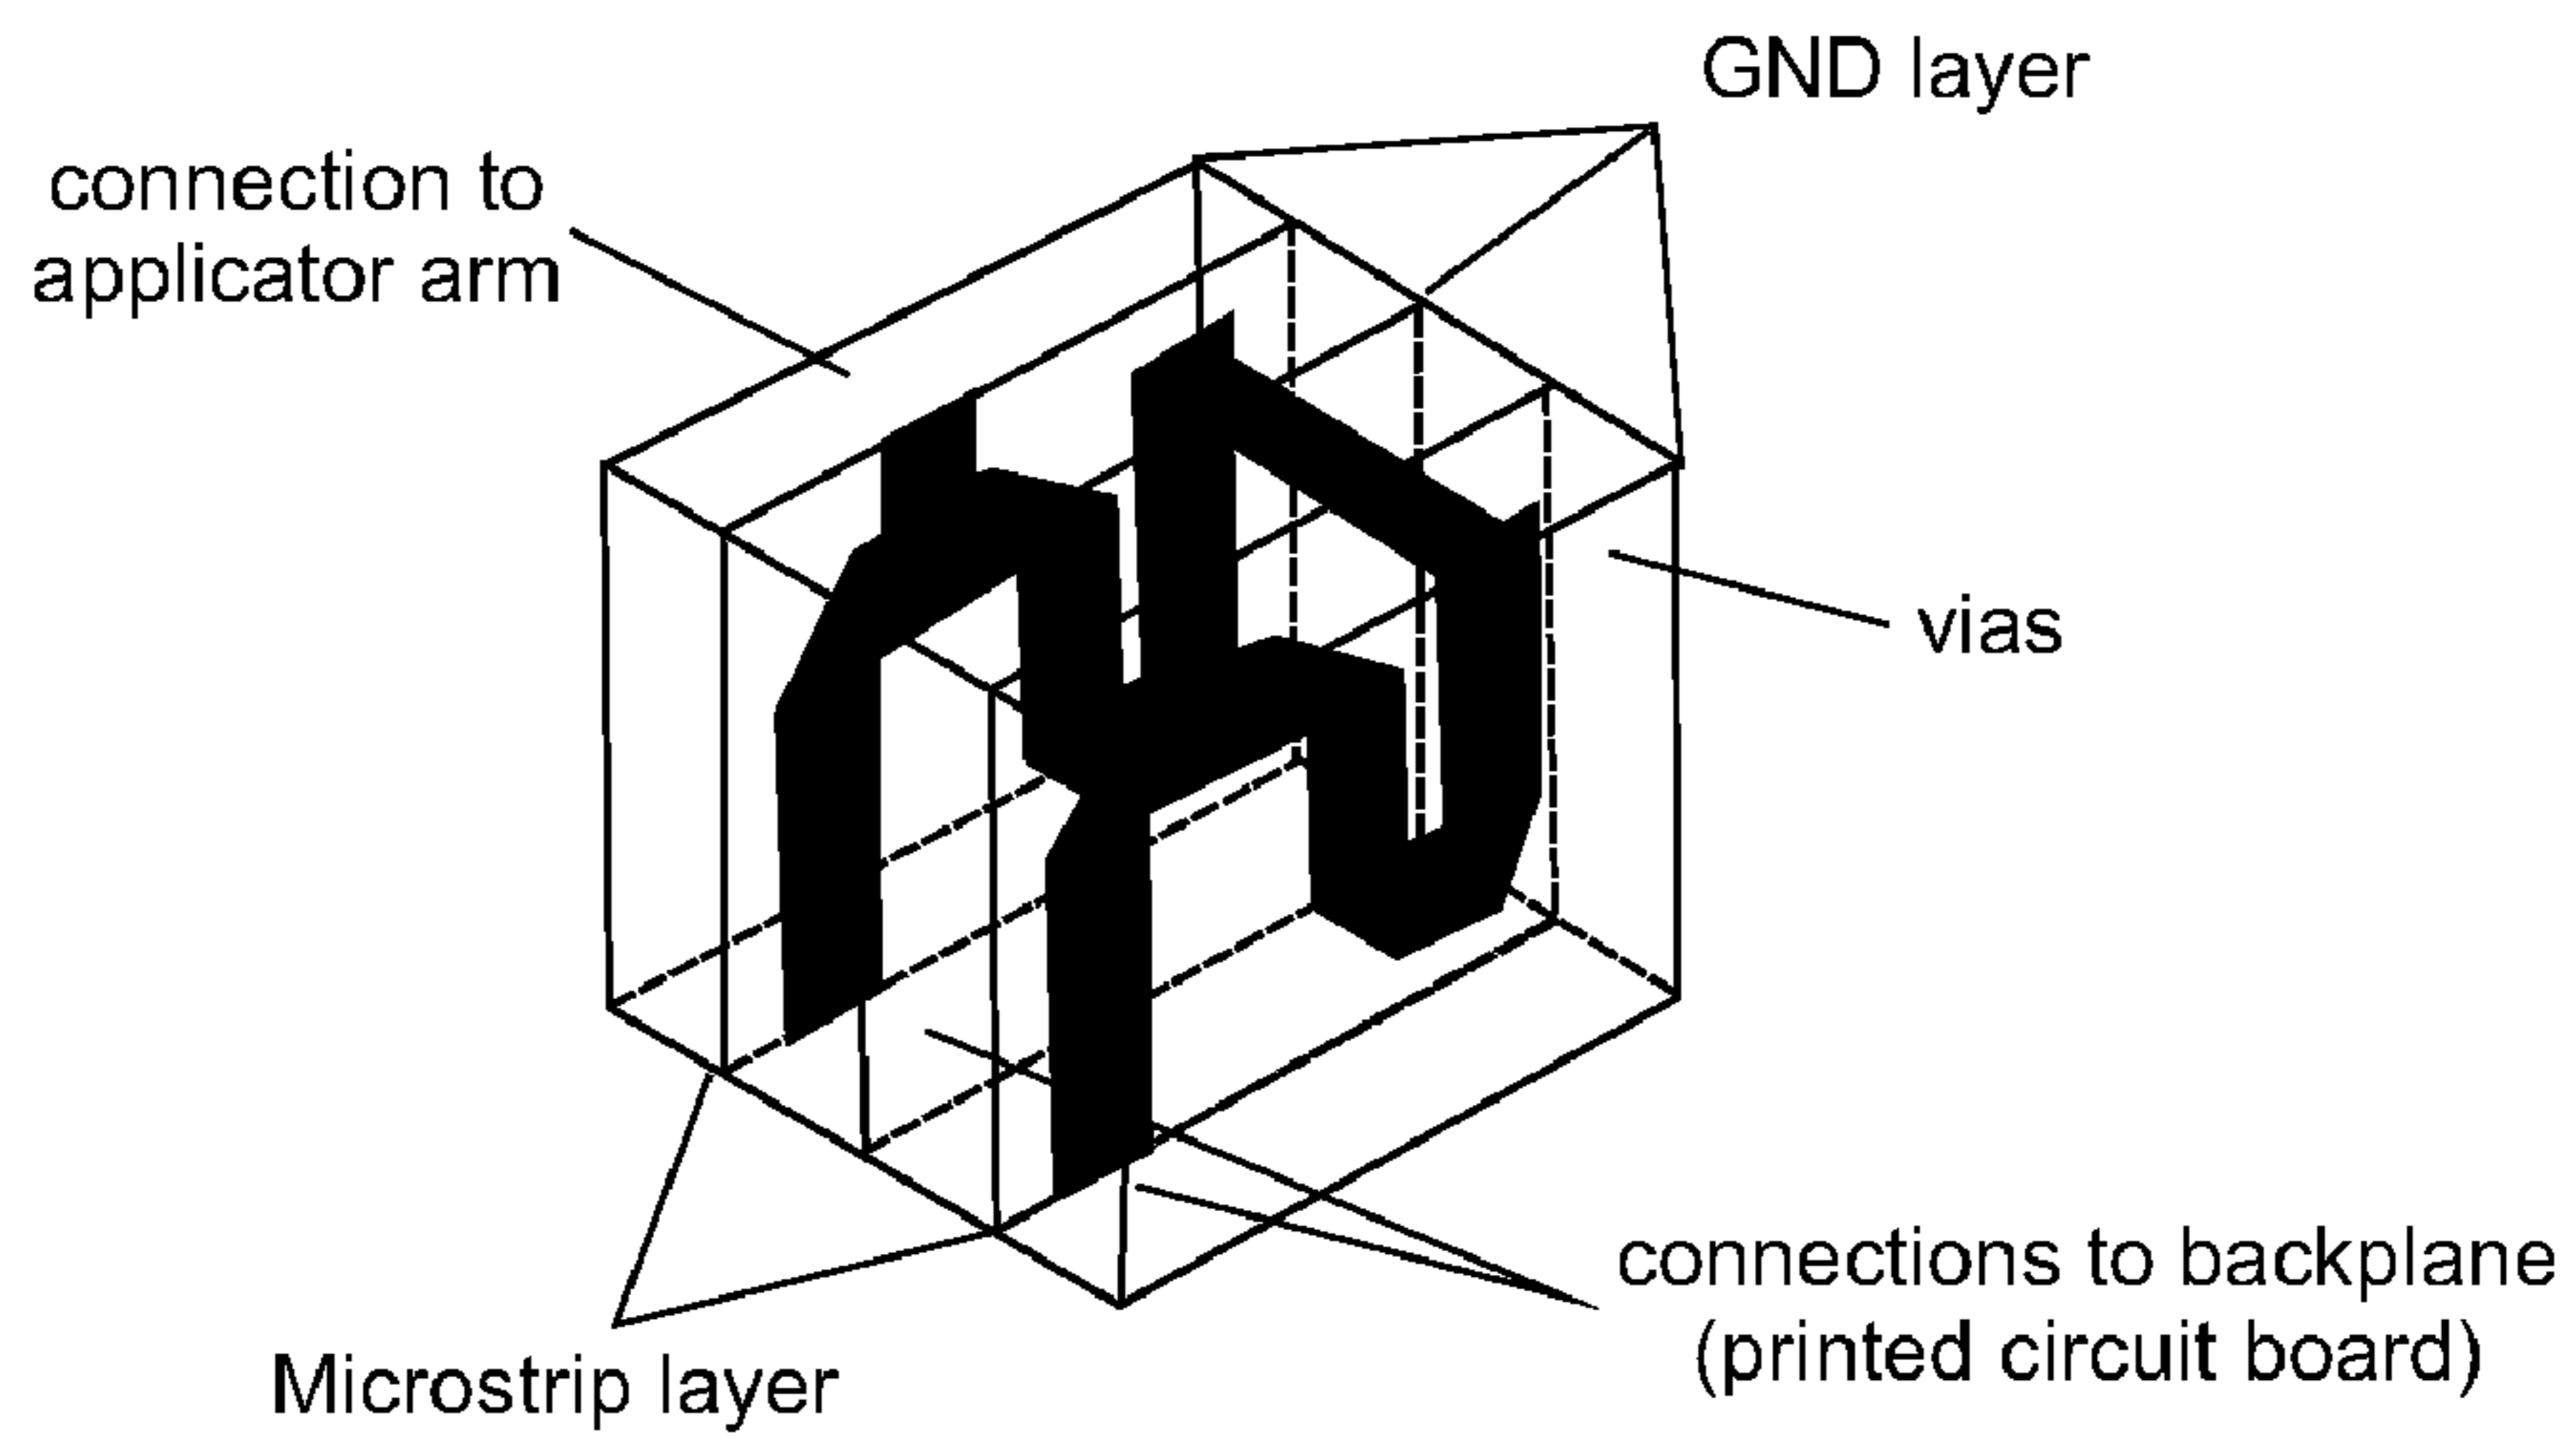 GND layer
connection to
applicator arm
vias
connections to backplane
(printed circuit board)
Microstrip layer